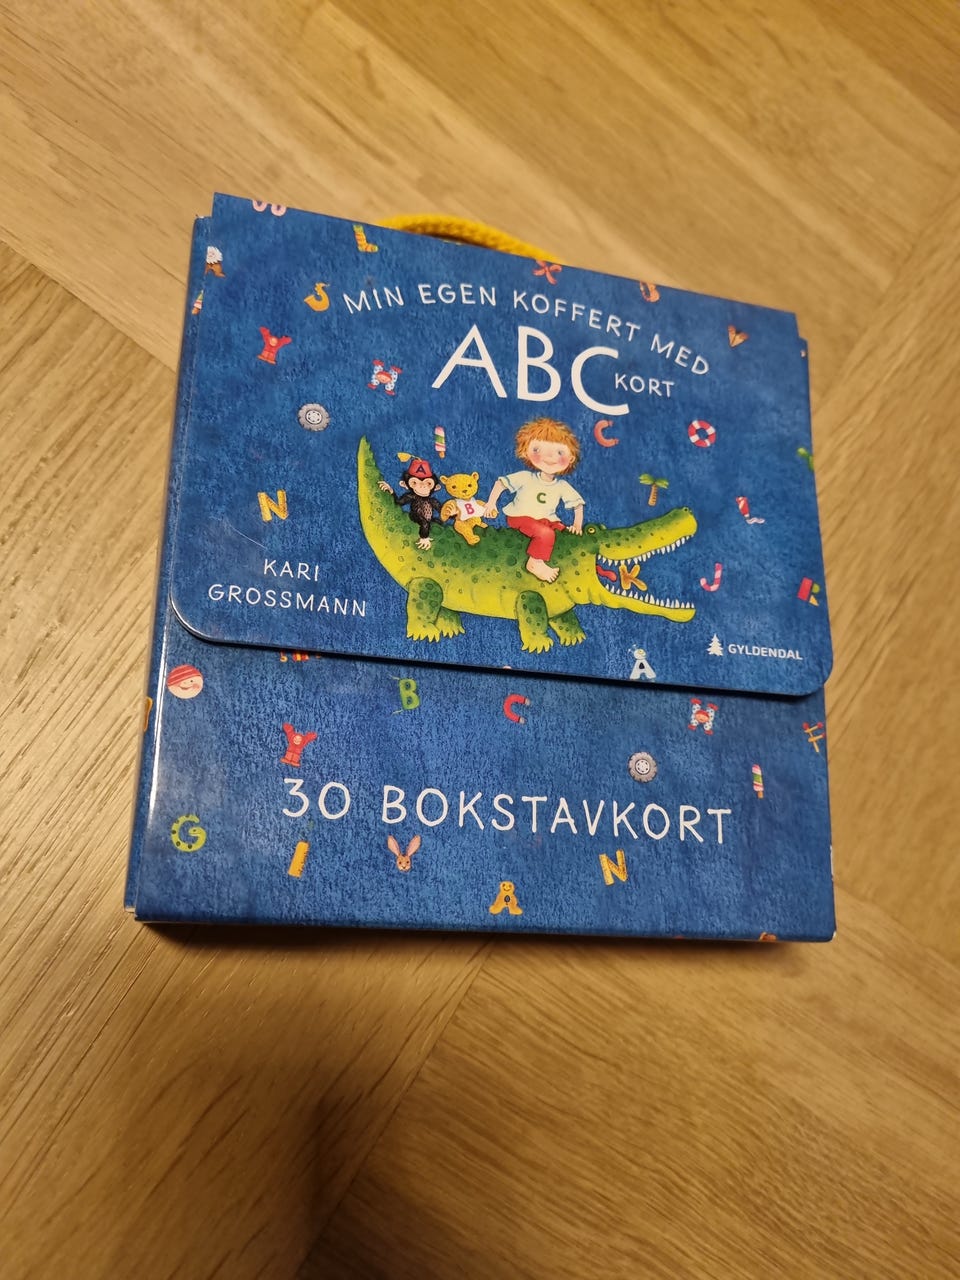 MIN EGEN KOFFERT MED
ABC KORT
A
B
C
KARI
GROSSMANN
GYLDENDAL
30 BOKSTAVKORT